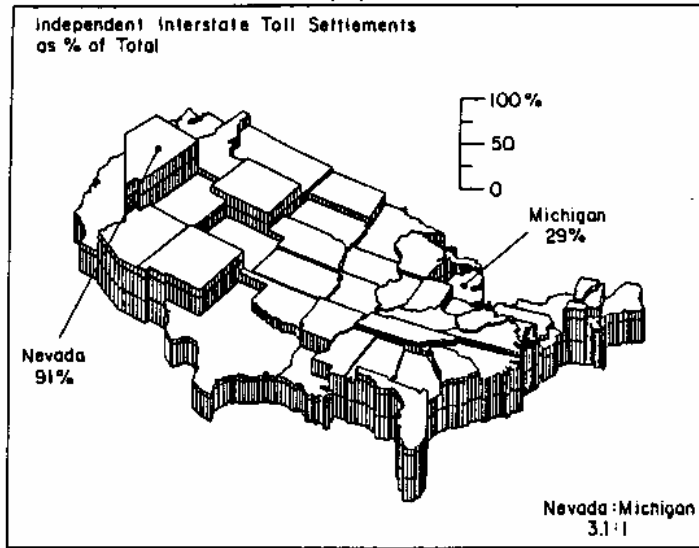 Independent Interstate Toll Settlements
as % of Total
100%
50
0
Michigan
29%
Nevada
91%
Nevada:Michigan
3.1:1